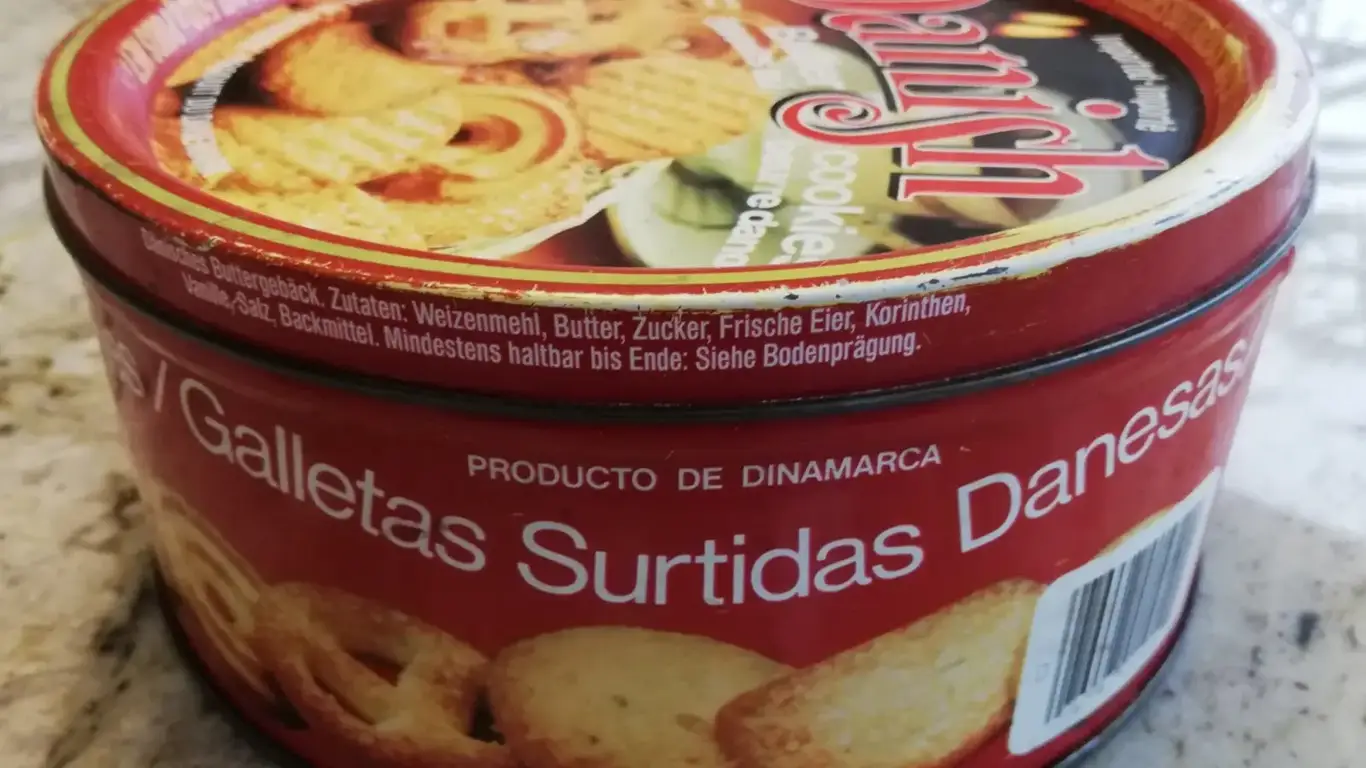 Danish
cookies
Buttergebäck. Zutaten: Weizenmehl, Butter, Zucker, Frische Eier, Korinthen,
Vanille, Salz, Backmittel. Mindestens haltbar bis Ende: Siehe Bodenprägung.
/ Galletas Surtidas Danesas
PRODUCTO DE DINAMARCA